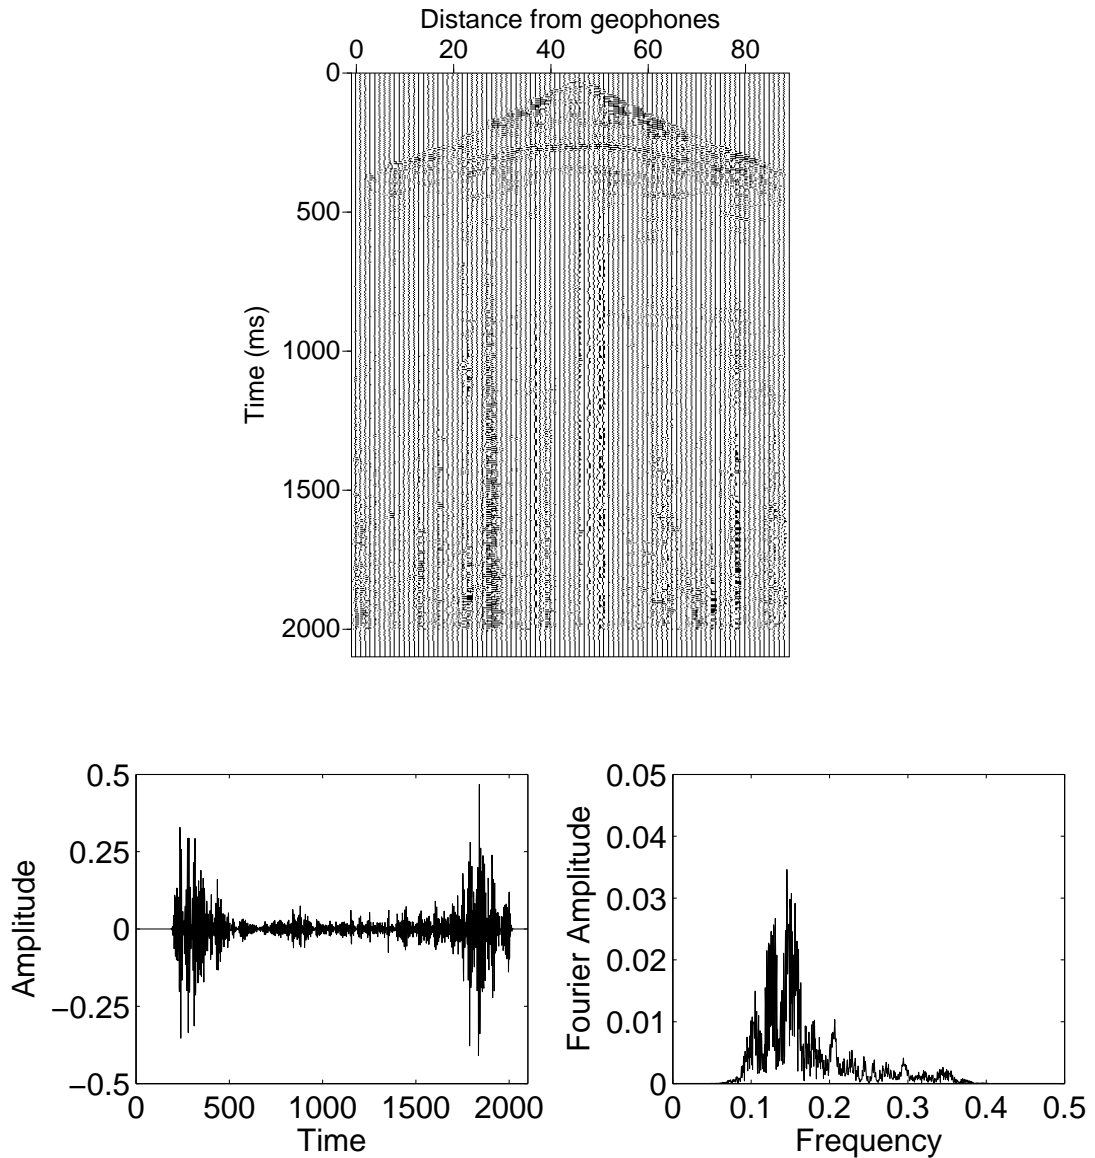 Distance from geophones
0 20 40 60 80
0
500
1000
1500
2000
Time (ms)
0.5
0.25
0
−0.25
−0.5
Amplitude
0 500 1000 1500 2000
Time
0.05
0.04
0.03
0.02
0.01
0
Fourier Amplitude
0 0.1 0.2 0.3 0.4 0.5
Frequency